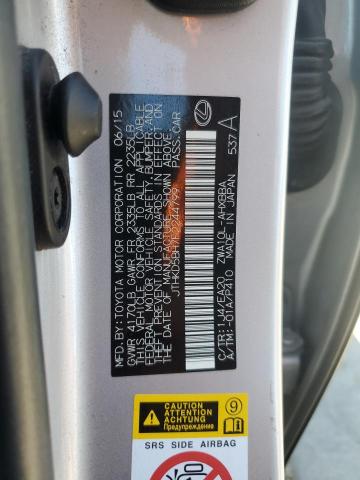 MFD. BY: TOYOTA MOTOR CORPORATION 06/15
GVWR 4170LB GAWR FR 2335LB RR 2235LB
THIS VEHICLE CONFORMS TO ALL APPLICABLE
FEDERAL MOTOR VEHICLE SAFETY, BUMPER, AND
THEFT PREVENTION STANDARDS IN EFFECT ON
THE DATE OF MANUFACTURE SHOWN ABOVE.
JTHKD5BH7F2244799 PASS.CAR
C/TR: 1J4/EA20 ZWA10L-AHXBBA
A/TM: -01A/P410 MADE IN JAPAN
537 A
CAUTION
ATTENTION
ACHTUNG
Предупреждение
9
SRS SIDE AIRBAG